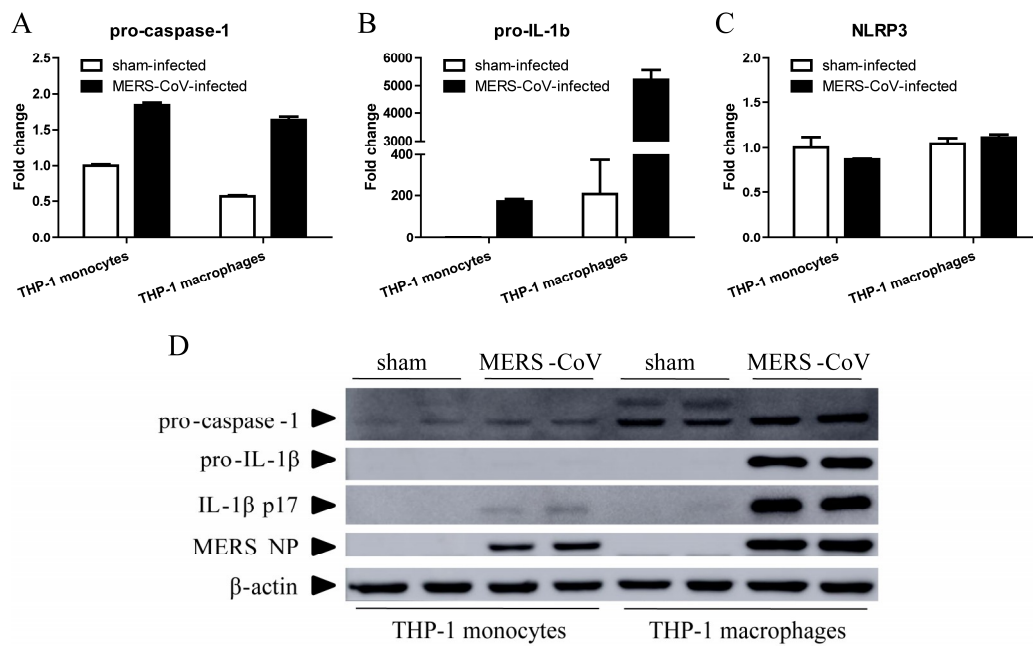 A
pro-caspase-1
sham-infected
MERS-CoV-infected
Fold change
2.5
2.0
1.5
1.0
0.5
0.0
THP-1 monocytes
THP-1 macrophages
B
pro-IL-1b
sham-infected
MERS-CoV-infected
Fold change
6000
5000
4000
3000
400
200
0
THP-1 monocytes
THP-1 macrophages
C
NLRP3
sham-infected
MERS-CoV-infected
Fold change
2.0
1.5
1.0
0.5
0.0
THP-1 monocytes
THP-1 macrophages
D
sham MERS -CoV sham MERS -CoV
pro-caspase -1
pro-IL-1β
IL-1β p17
MERS NP
β-actin
THP-1 monocytes THP-1 macrophages